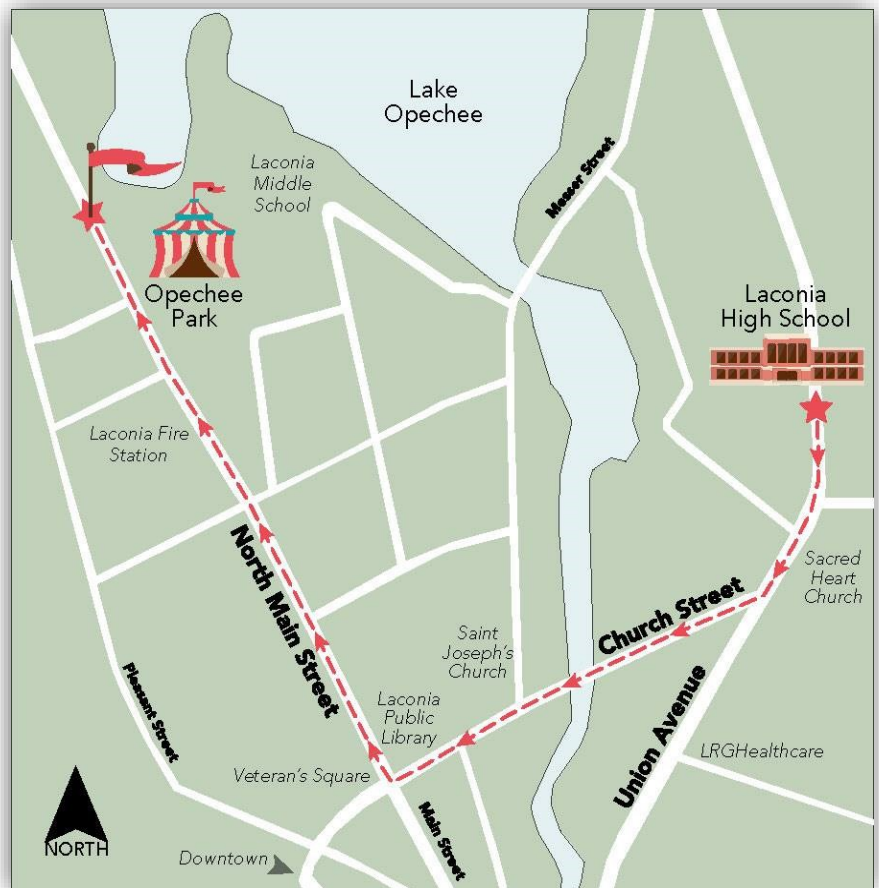 Lake
Opechee
Laconia
Middle
School
Messer Street
Opechee
Park
Laconia
High School
Laconia Fire
Station
North Main Street
Sacred
Heart
Church
Church Street
Saint
Joseph's
Church
Pleasant Street
Laconia
Public
Library
Union Avenue
LRGHealthcare
Veteran's Square
Main Street
Downtown
NORTH